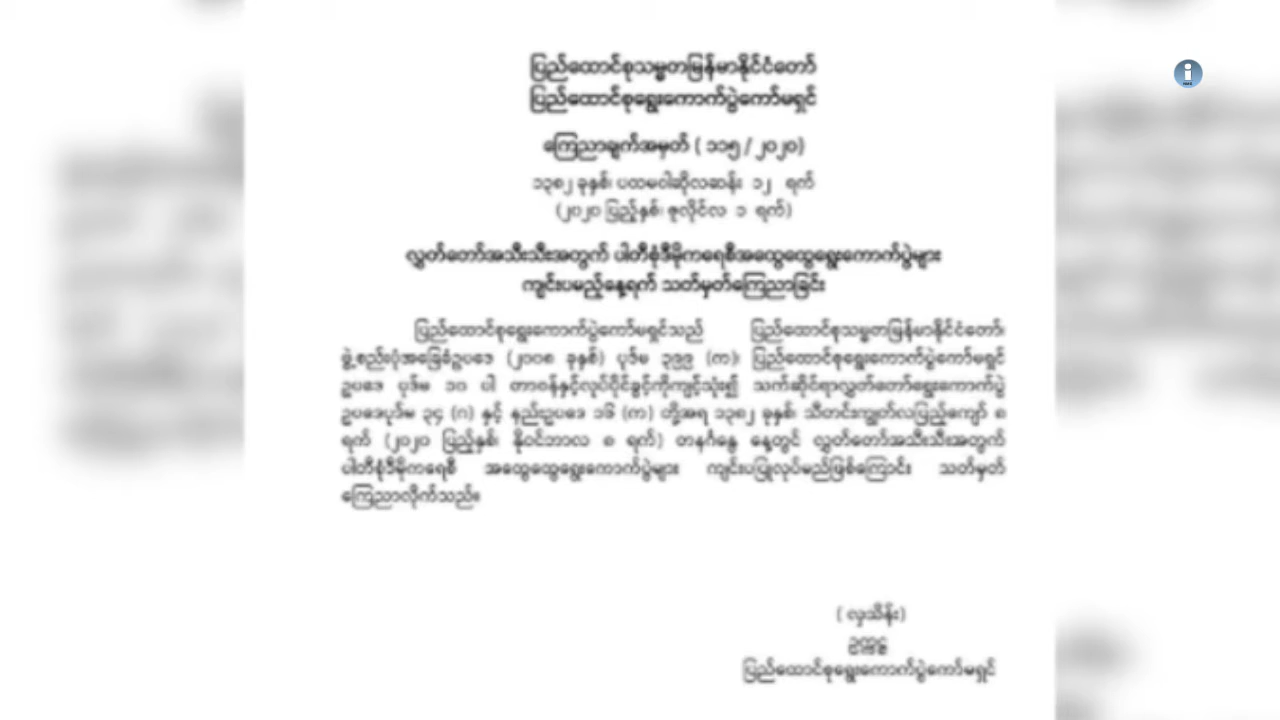 ပြည်ထောင်စုသမ္မတမြန်မာနိုင်ငံတော်
ပြည်ထောင်စုရွေးကောက်ပွဲကော်မရှင်
ကြေညာချက်အမှတ် ( ၁၁၅ / ၂၀၂၀)
၁၃၈၂ ခုနှစ်၊ ပထမဝါဆိုလဆန်း ၁၂ ရက်
(၂၀၂၀ ပြည့်နှစ်၊ ဇူလိုင်လ ၁ ရက်)
လွှတ်တော်အသီးသီးအတွက် ပါတီစုံဒီမိုကရေစီအထွေထွေရွေးကောက်ပွဲများ
ကျင်းပမည့်နေ့ရက် သတ်မှတ်ကြေညာခြင်း
ပြည်ထောင်စုရွေးကောက်ပွဲကော်မရှင်သည် ပြည်ထောင်စုသမ္မတမြန်မာနိုင်ငံတော်
ဖွဲ့စည်းပုံအခြေခံဥပဒေ (၂၀၀၈ ခုနှစ်) ပုဒ်မ ၃၉၉ (က)၊ ပြည်ထောင်စုရွေးကောက်ပွဲကော်မရှင်
ဥပဒေ ပုဒ်မ ၁၀ ပါ တာဝန်နှင့်လုပ်ပိုင်ခွင့်ကိုကျင့်သုံး၍ သက်ဆိုင်ရာလွှတ်တော်ရွေးကောက်ပွဲ
ဥပဒေပုဒ်မ ၃၄ (ဂ) နှင့် နည်းဥပဒေ ၁၆ (က) တို့အရ ၁၃၈၂ ခုနှစ်၊ သီတင်းကျွတ်လပြည့်ကျော် ၈
ရက် (၂၀၂၀ ပြည့်နှစ်၊ နိုဝင်ဘာလ ၈ ရက်) တနင်္ဂနွေ နေ့တွင် လွှတ်တော်အသီးသီးအတွက်
ပါတီစုံဒီမိုကရေစီ အထွေထွေရွေးကောက်ပွဲများ ကျင်းပပြုလုပ်မည်ဖြစ်ကြောင်း သတ်မှတ်
ကြေညာလိုက်သည်။
( လှသိန်း)
ဥက္ကဋ္ဌ
ပြည်ထောင်စုရွေးကောက်ပွဲကော်မရှင်